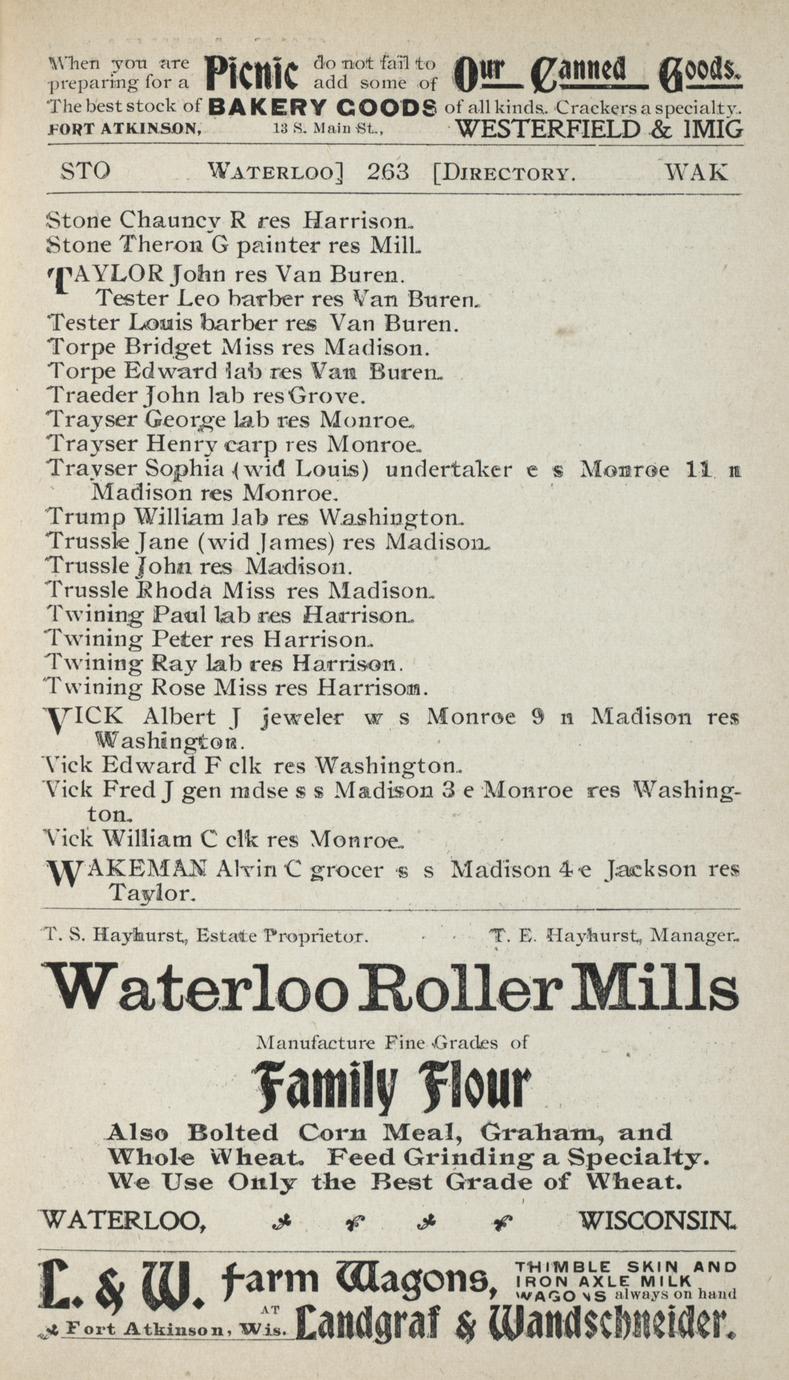 When you are preparing for a Picnic do not fail to add some of Our Canned Goods.
The best stock of BAKERY GOODS of all kinds. Crackers a specialty.
FORT ATKINSON, 13 S. Main St., WESTERFIELD & IMIG
STO WATERLOO] 263 [DIRECTORY. WAK
Stone Chauncy R res Harrison.
Stone Theron G painter res Mill.
TAYLOR John res Van Buren.
Tester Leo barber res Van Buren.
Tester Louis barber res Van Buren.
Torpe Bridget Miss res Madison.
Torpe Edward lab res Van Buren.
Traeder John lab res Grove.
Trayser George lab res Monroe.
Trayser Henry carp res Monroe.
Trayser Sophia (wid Louis) undertaker e s Monroe 11 n
Madison res Monroe.
Trump William lab res Washington.
Trussle Jane (wid James) res Madison.
Trussle John res Madison.
Trussle Rhoda Miss res Madison.
Twining Paul lab res Harrison.
Twining Peter res Harrison.
Twining Ray lab res Harrison.
Twining Rose Miss res Harrison.
VICK Albert J jeweler w s Monroe 9 n Madison res
Washington.
Vick Edward F clk res Washington.
Vick Fred J gen mdse s s Madison 3 e Monroe res Washing-
ton.
Vick William C clk res Monroe.
WAKEMAN Alvin C grocer s s Madison 4 e Jackson res
Taylor.
T. S. Hayhurst, Estate Proprietor. T. E. Hayhurst, Manager.
Waterloo Roller Mills
Manufacture Fine Grades of
Family Flour
Also Bolted Corn Meal, Graham, and
Whole Wheat. Feed Grinding a Specialty.
We Use Only the Best Grade of Wheat.
WATERLOO, WISCONSIN.
L. & W. Farm Wagons, THIMBLE SKIN AND
IRON AXLE MILK
WAGONS always on hand
AT
Fort Atkinson, Wis. Landgraf & Wandschneider.